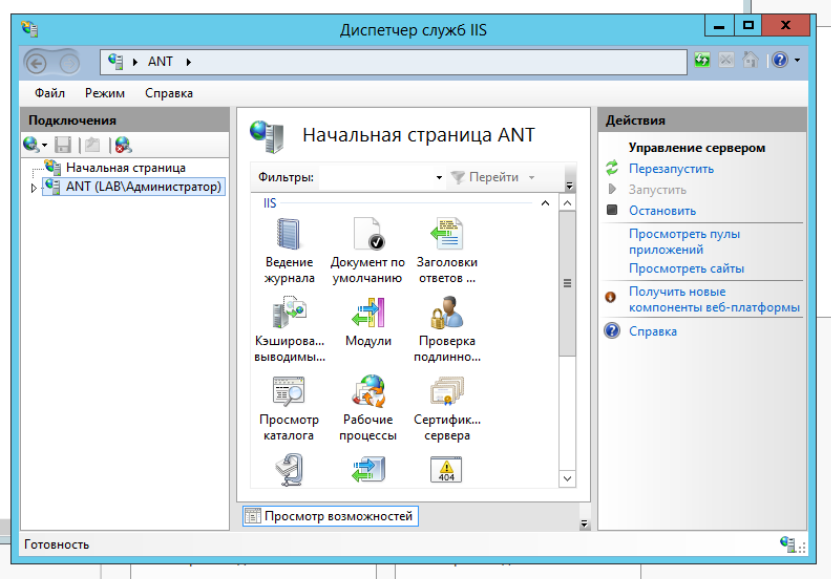 Диспетчер служб IIS
ANT
Файл Режим Справка
Подключения
Начальная страница
ANT (LAB\Администратор)
Начальная страница ANT
Фильтры: Перейти
IIS
Ведение журнала
Документ по умолчанию
Заголовки ответов ...
Кэширова... выводимы...
Модули
Проверка подлинно...
Просмотр каталога
Рабочие процессы
Сертифик... сервера
404
Просмотр возможностей
Действия
Управление сервером
Перезапустить
Запустить
Остановить
Просмотреть пулы
приложений
Просмотреть сайты
Получить новые
компоненты веб-платформы
Справка
Готовность